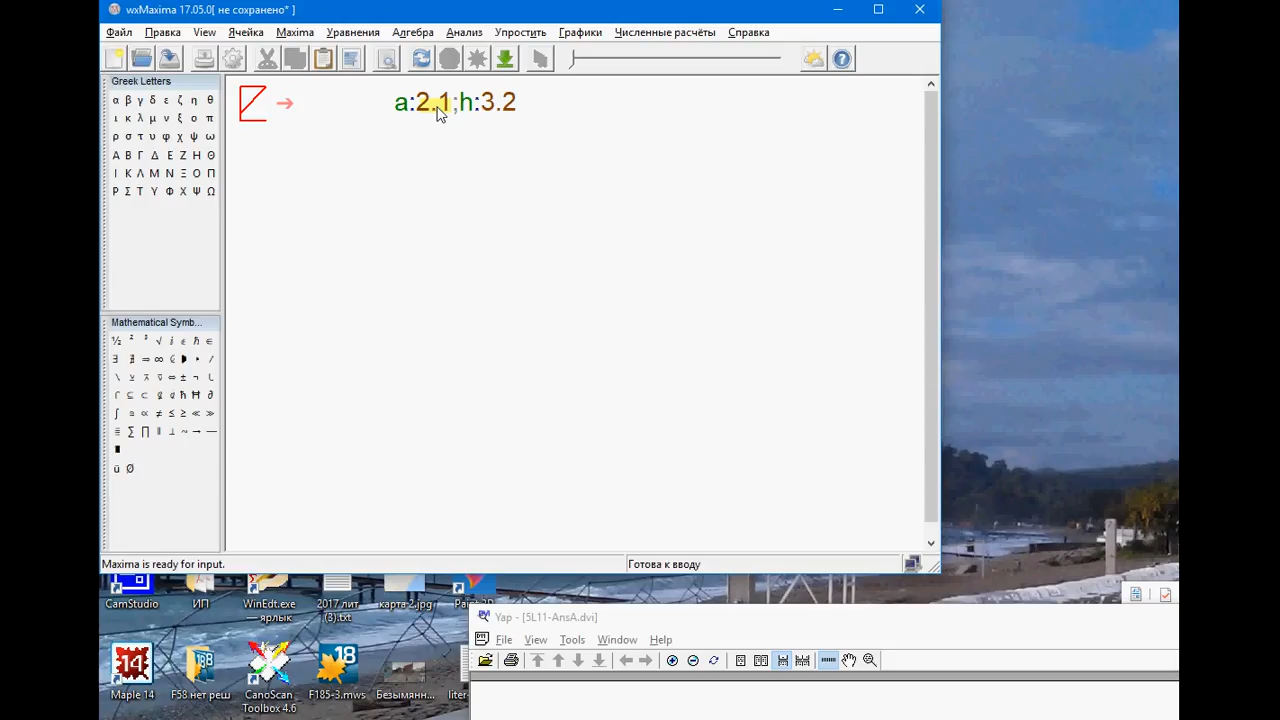 wxMaxima 17.05.0[ не сохранено* ]
Файл Правка View Ячейка Maxima Уравнения Алгебра Анализ Упростить Графики Численные расчёты Справка
Greek Letters
α β γ δ ε ζ η θ
ι κ λ μ ν ξ ο π
ρ σ τ υ φ χ ψ ω
Α Β Γ Δ Ε Ζ Η Θ
Ι Κ Λ Μ Ν Ξ Ο Π
Ρ Σ Τ Υ Φ Χ Ψ Ω
a:2.1;h:3.2
Mathematical Symb...
Maxima is ready for input.
Готова к вводу
CamStudio
ИП
WinEdt.exe — ярлык
2017 лит (3).txt
карта 2.jpg
Yap - [5L11-AnsA.dvi]
File View Tools Window Help
Maple 14
F58 нет реш
CanoScan Toolbox 4.6
F185-3.mws
Безымянн...
liter-